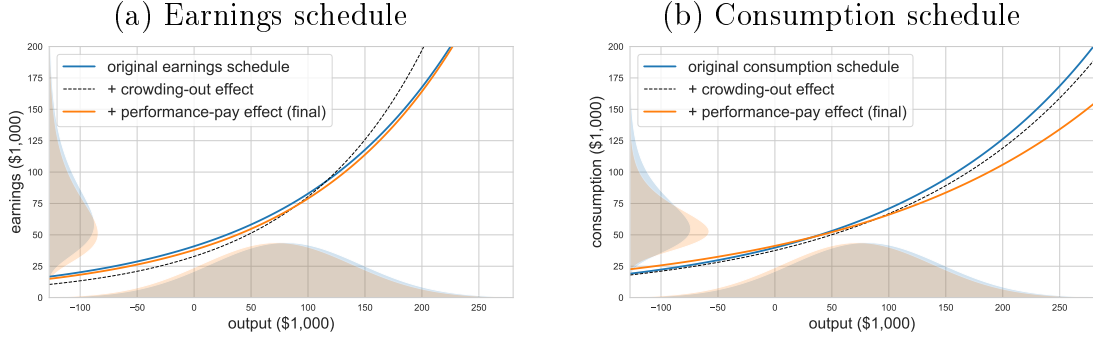 (a) Earnings schedule
200
175
150
125
100
75
50
25
0
earnings ($1,000)
original earnings schedule
+ crowding-out effect
+ performance-pay effect (final)
−100 −50 0 50 100 150 200 250
output ($1,000)
(b) Consumption schedule
200
175
150
125
100
75
50
25
0
consumption ($1,000)
original consumption schedule
+ crowding-out effect
+ performance-pay effect (final)
−100 −50 0 50 100 150 200 250
output ($1,000)